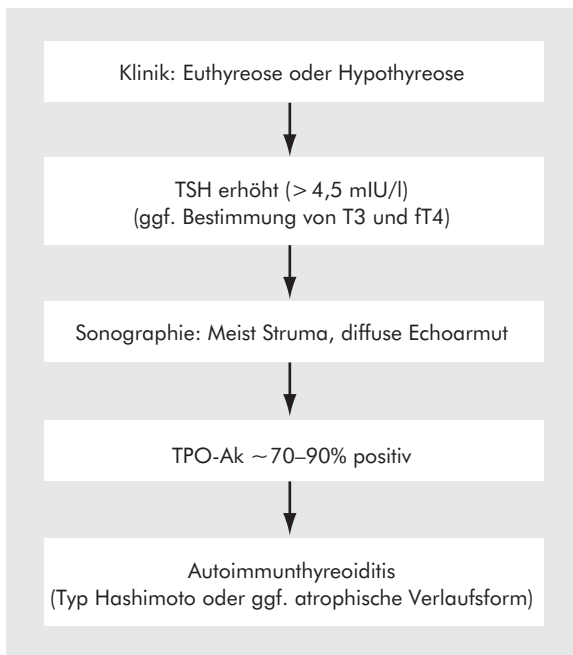 Klinik: Euthyreose oder Hypothyreose
TSH erhöht (> 4,5 mIU/l)
(ggf. Bestimmung von T3 und fT4)
Sonographie: Meist Struma, diffuse Echoarmut
TPO-Ak ~70–90% positiv
Autoimmunthyreoiditis
(Typ Hashimoto oder ggf. atrophische Verlaufsform)